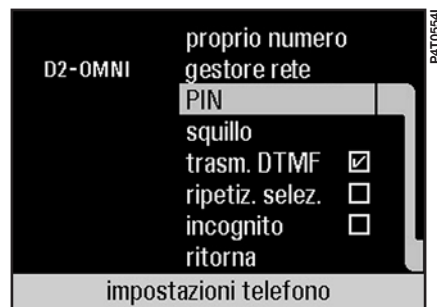 proprio numero
D2-OMNI gestore rete
PIN
squillo
trasm. DTMF
ripetiz. selez.
incognito
ritorna
impostazioni telefono
P4T0554I